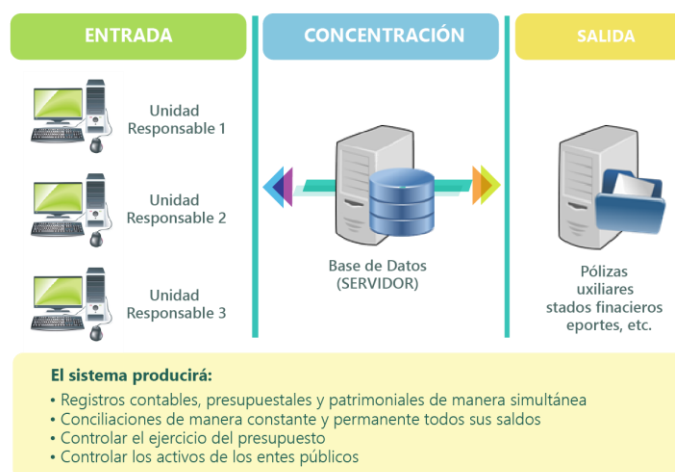 ENTRADA
CONCENTRACIÓN
SALIDA
Unidad
Responsable 1
Unidad
Responsable 2
Unidad
Responsable 3
Base de Datos
(SERVIDOR)
Pólizas
uxiliares
stados finacieros
eportes, etc.
El sistema producirá:
• Registros contables, presupuestales y patrimoniales de manera simultánea
• Conciliaciones de manera constante y permanente todos sus saldos
• Controlar el ejercicio del presupuesto
• Controlar los activos de los entes públicos